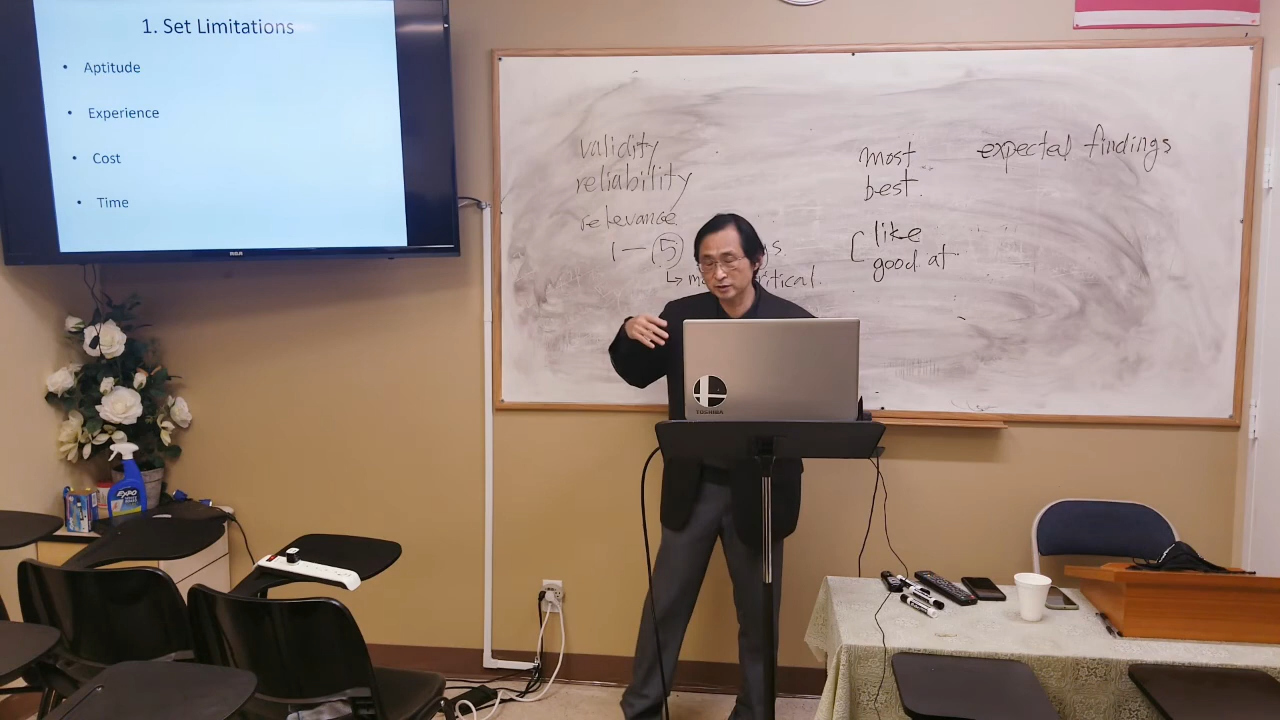 1. Set Limitations
• Aptitude
• Experience
• Cost
• Time
RCA
validity
reliability
relevance
1 — 5
most
best.
like
good at.
expected findings
TOSHIBA
EXPO